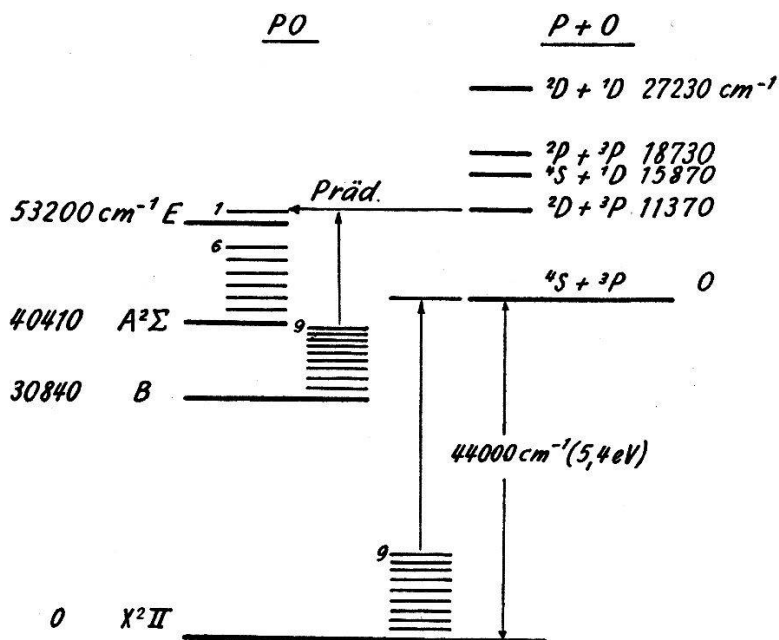 PO P + O
²D + ¹D 27230 cm⁻¹
²P + ³P 18730
⁴S + ¹D 15870
1 Präd. ²D + ³P 11370
53200 cm⁻¹ E
6
⁴S + ³P 0
40410 A²Σ
9
30840 B
44000 cm⁻¹ (5,4 eV)
9
0 X²Π